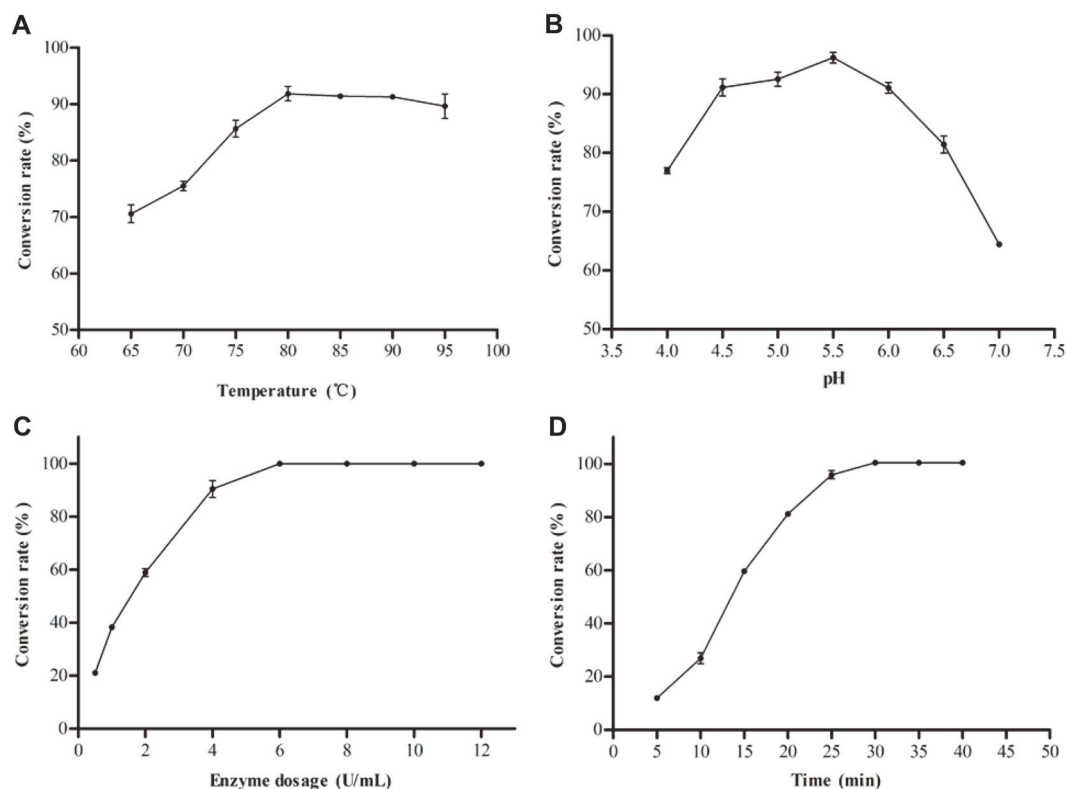 A
Conversion rate (%)
100
90
80
70
60
50
60 65 70 75 80 85 90 95 100
Temperature (℃)
B
Conversion rate (%)
100
90
80
70
60
50
3.5 4.0 4.5 5.0 5.5 6.0 6.5 7.0 7.5
pH
C
Conversion rate (%)
100
80
60
40
20
0
0 2 4 6 8 10 12
Enzyme dosage (U/mL)
D
Conversion rate (%)
100
80
60
40
20
0
0 5 10 15 20 25 30 35 40 45 50
Time (min)